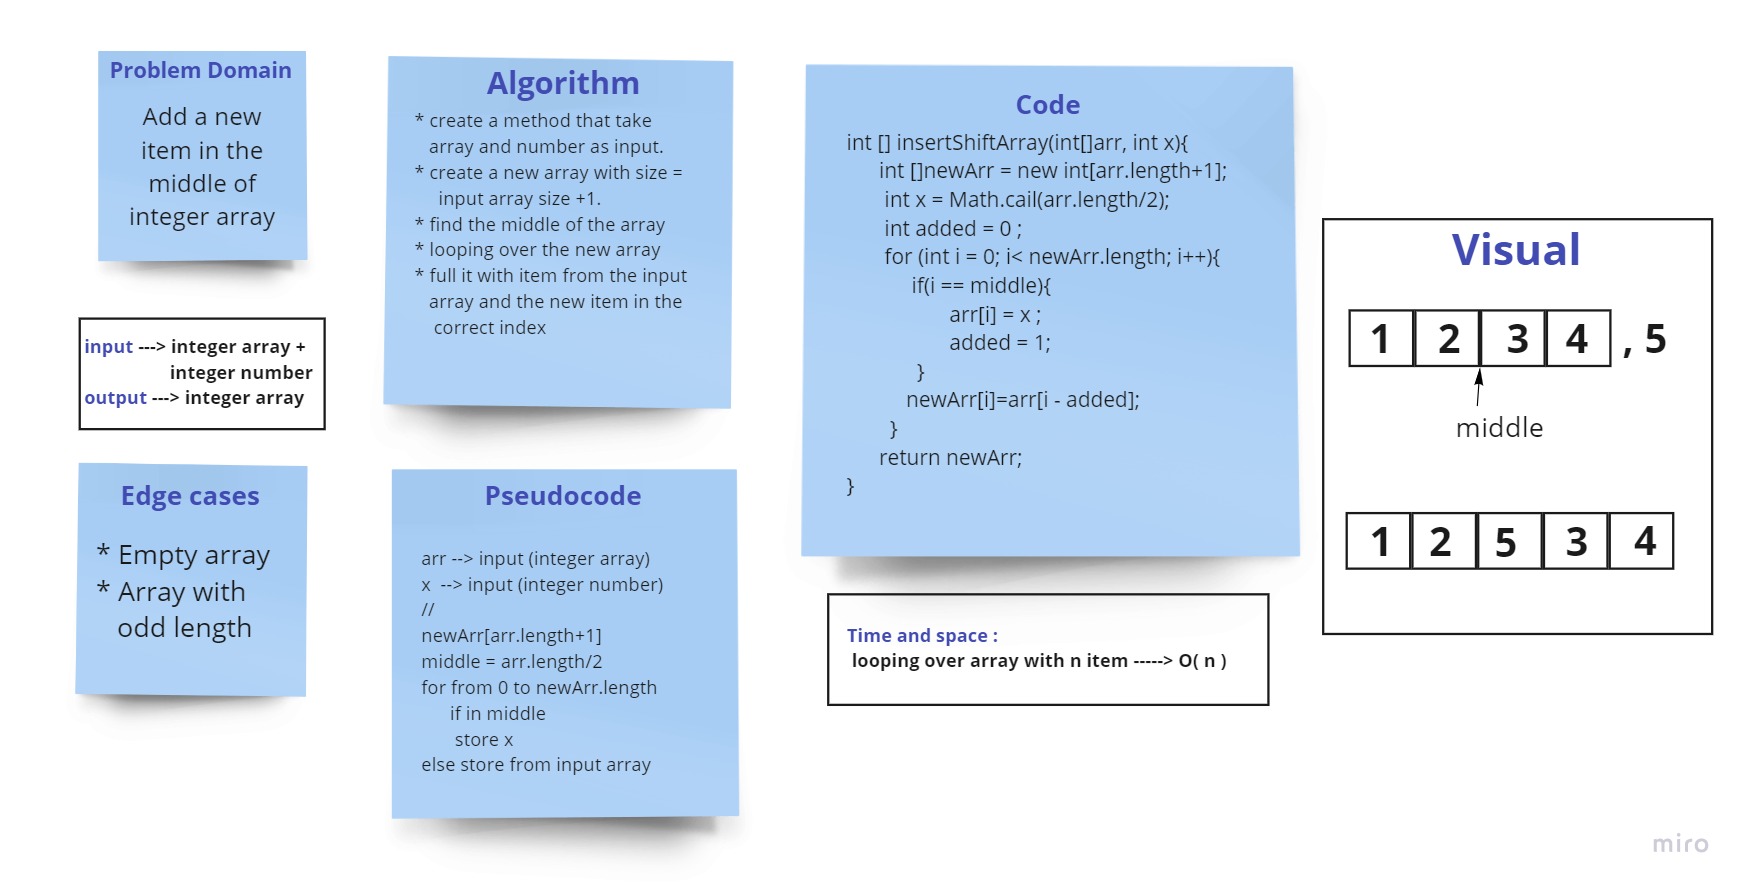 Problem Domain
Add a new
item in the
middle of
integer array
input ---> integer array +
integer number
output ---> integer array
Edge cases
* Empty array
* Array with
odd length
Algorithm
* create a method that take
array and number as input.
* create a new array with size =
input array size +1.
* find the middle of the array
* looping over the new array
* full it with item from the input
array and the new item in the
correct index
Pseudocode
arr --> input (integer array)
x --> input (integer number)
//
newArr[arr.length+1]
middle = arr.length/2
for from 0 to newArr.length
if in middle
store x
else store from input array
Code
int [] insertShiftArray(int[]arr, int x){
int []newArr = new int[arr.length+1];
int x = Math.cail(arr.length/2);
int added = 0 ;
for (int i = 0; i< newArr.length; i++){
if(i == middle){
arr[i] = x ;
added = 1;
}
newArr[i]=arr[i - added];
}
return newArr;
}
Time and space :
looping over array with n item -----> O( n )
Visual
1 2 3 4 , 5
middle
1 2 5 3 4
miro